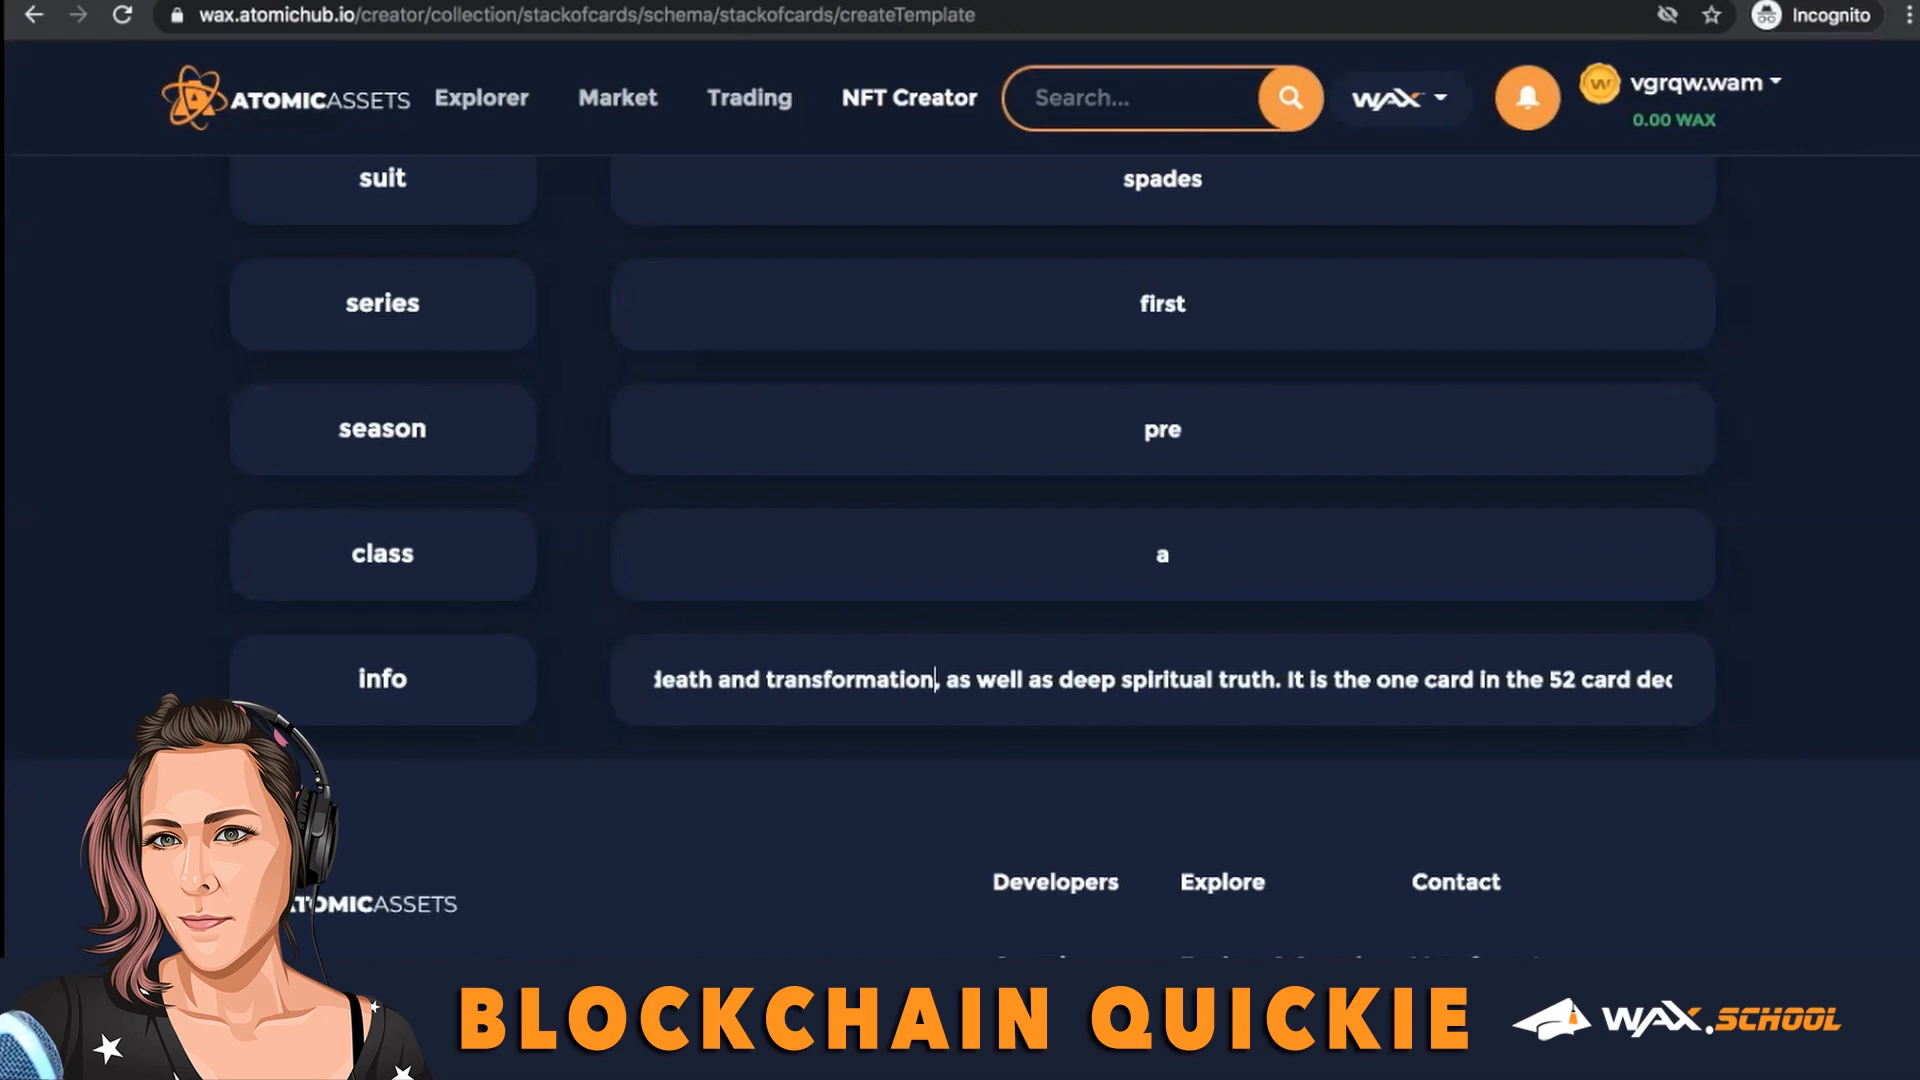 wax.atomichub.io/creator/collection/stackofcards/schema/stackofcards/createTemplate
Incognito
ATOMICASSETS
Explorer
Market
Trading
NFT Creator
Search...
WAX
W
vgrqw.wam
0.00 WAX
suit
spades
series
first
season
pre
class
a
info
death and transformation, as well as deep spiritual truth. It is the one card in the 52 card dec
Developers
Explore
Contact
ATOMICASSETS
BLOCKCHAIN QUICKIE
WAX.SCHOOL